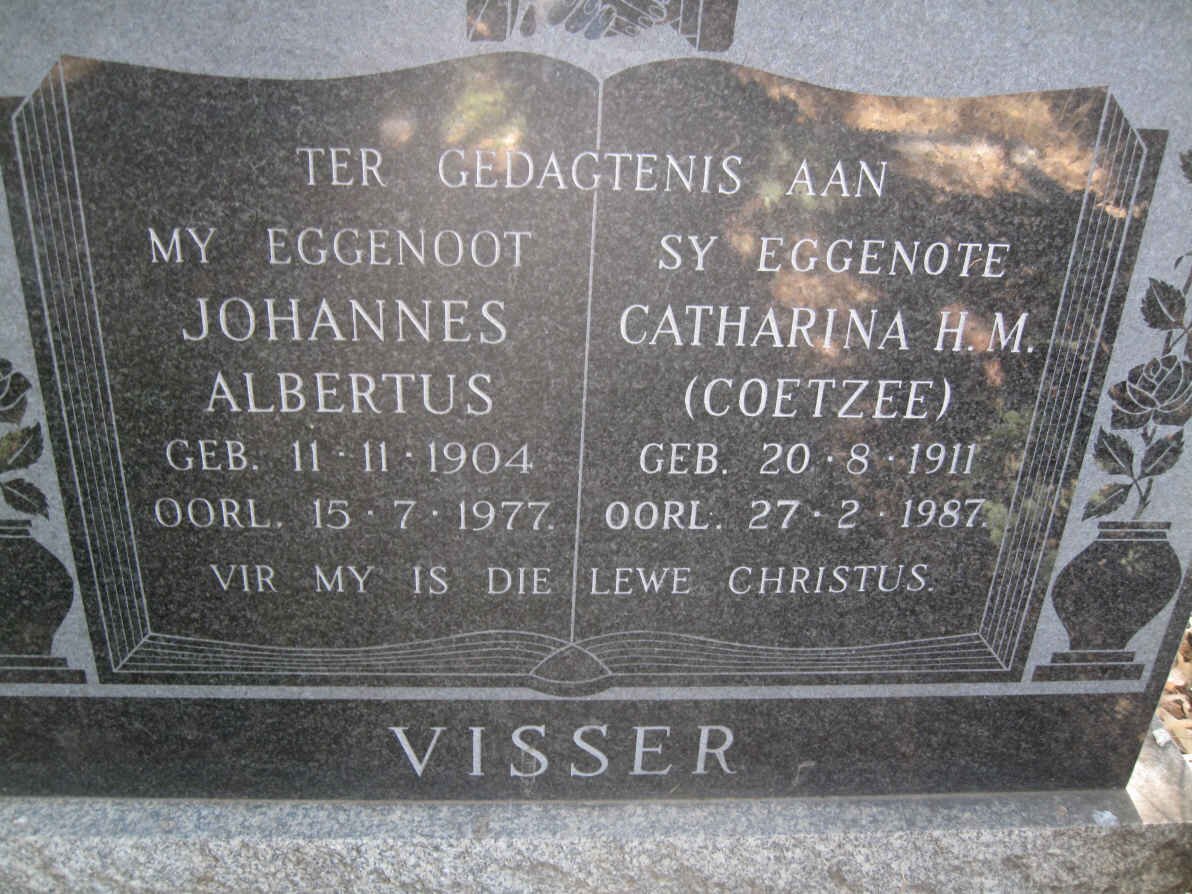 TER GEDAGTENIS AAN
MY EGGENOOT
JOHANNES
ALBERTUS
GEB. 11·11·1904
OORL. 15·7·1977.
SY EGGENOTE
CATHARINA H.M.
(COETZEE)
GEB. 20·8·1911
OORL. 27·2·1987.
VIR MY IS DIE LEWE CHRISTUS.
VISSER